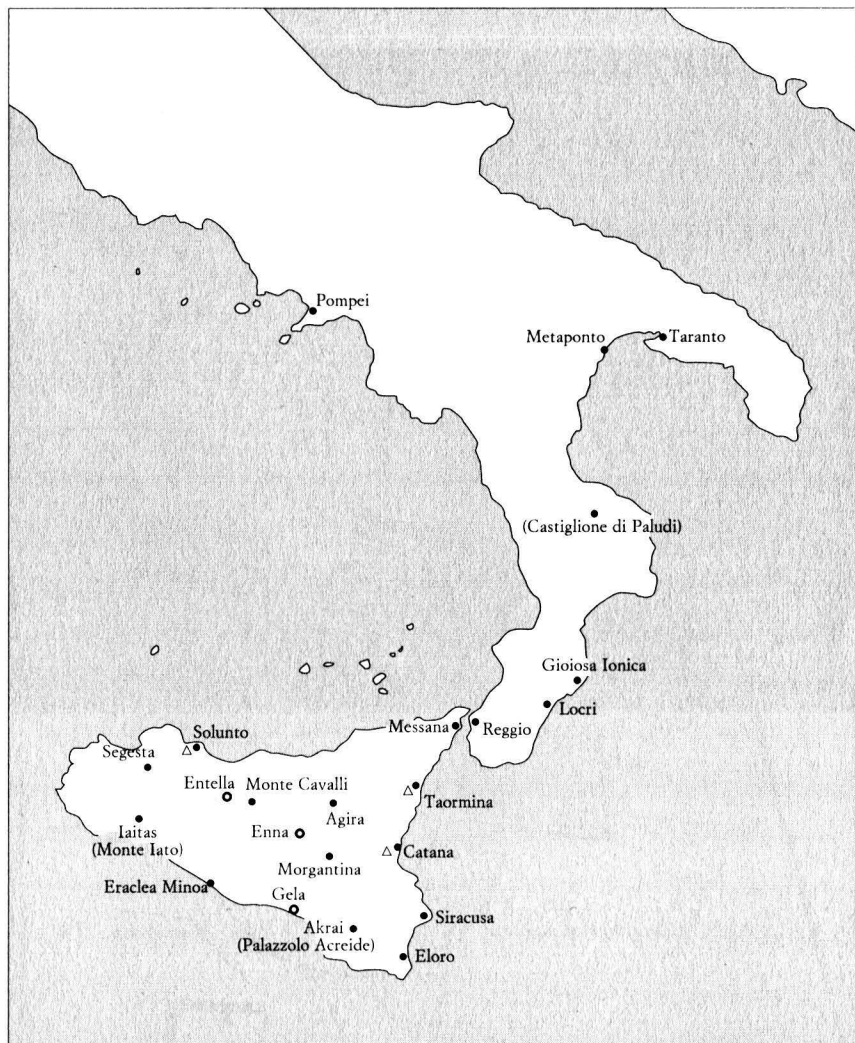 Pompei
Metaponto
Taranto
(Castiglione di Paludi)
Gioiosa Ionica
Locri
Messana
Reggio
Solunto
Segesta
Entella
Monte Cavalli
Taormina
Agira
Iaitas
(Monte Iato)
Enna
Catana
Morgantina
Eraclea Minoa
Gela
Siracusa
Akrai
(Palazzolo Acreide)
Eloro